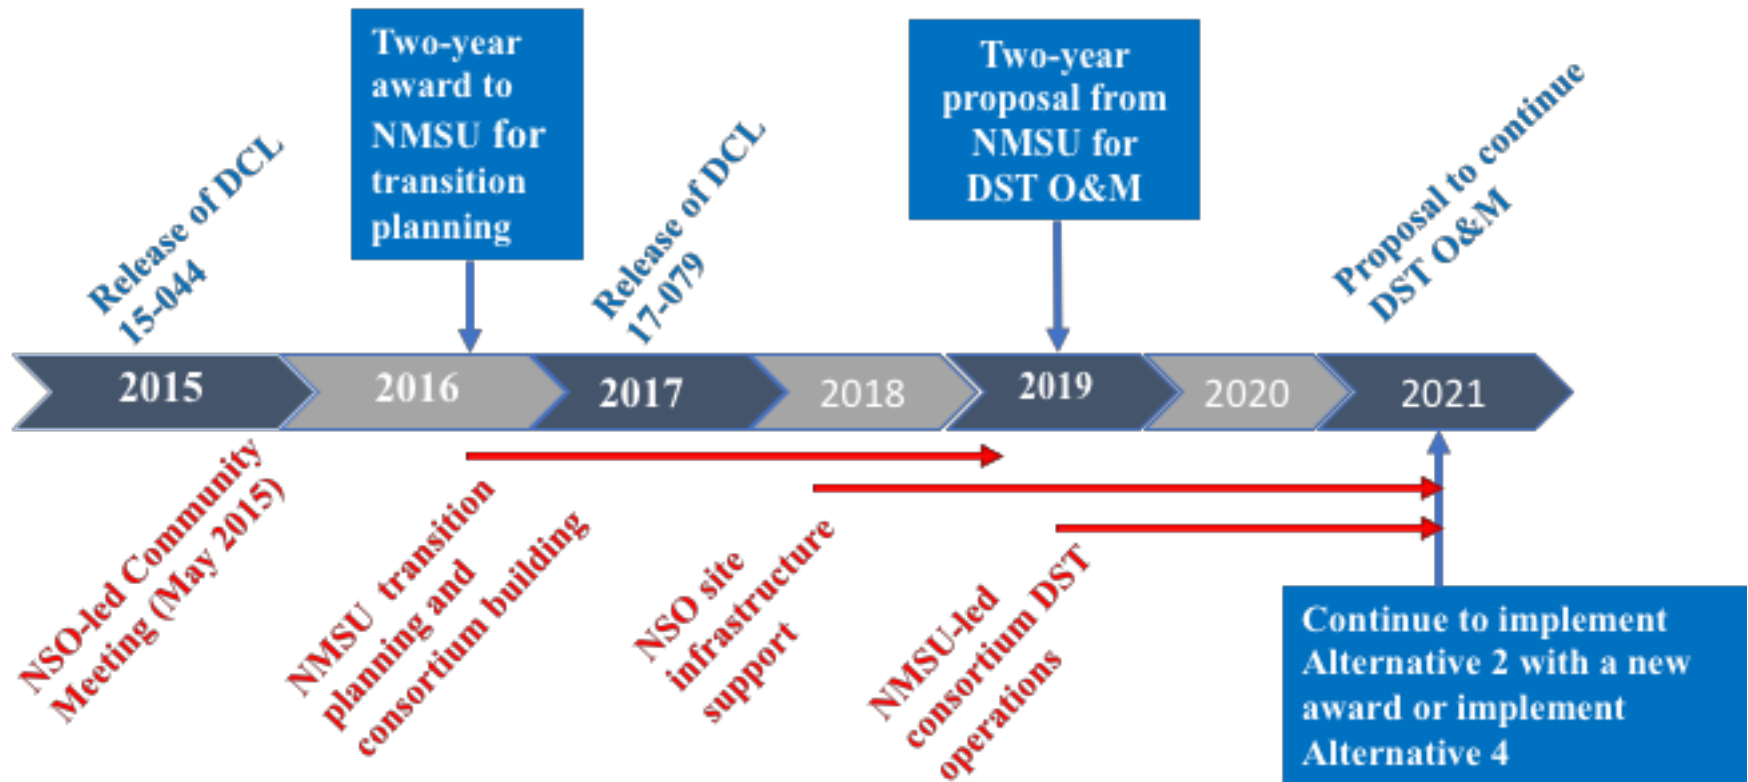 Two-year
award to
NMSU for
transition
planning
Two-year
proposal from
NMSU for
DST O&M
Release of DCL
15-044
Release of DCL
17-079
Proposal to continue
DST O&M
2015
2016
2017
2018
2019
2020
2021
NSO-led Community
Meeting (May 2015)
NMSU transition
planning and
consortium building
NSO site
infrastructure
support
NMSU-led
consortium DST
operations
Continue to implement
Alternative 2 with a new
award or implement
Alternative 4